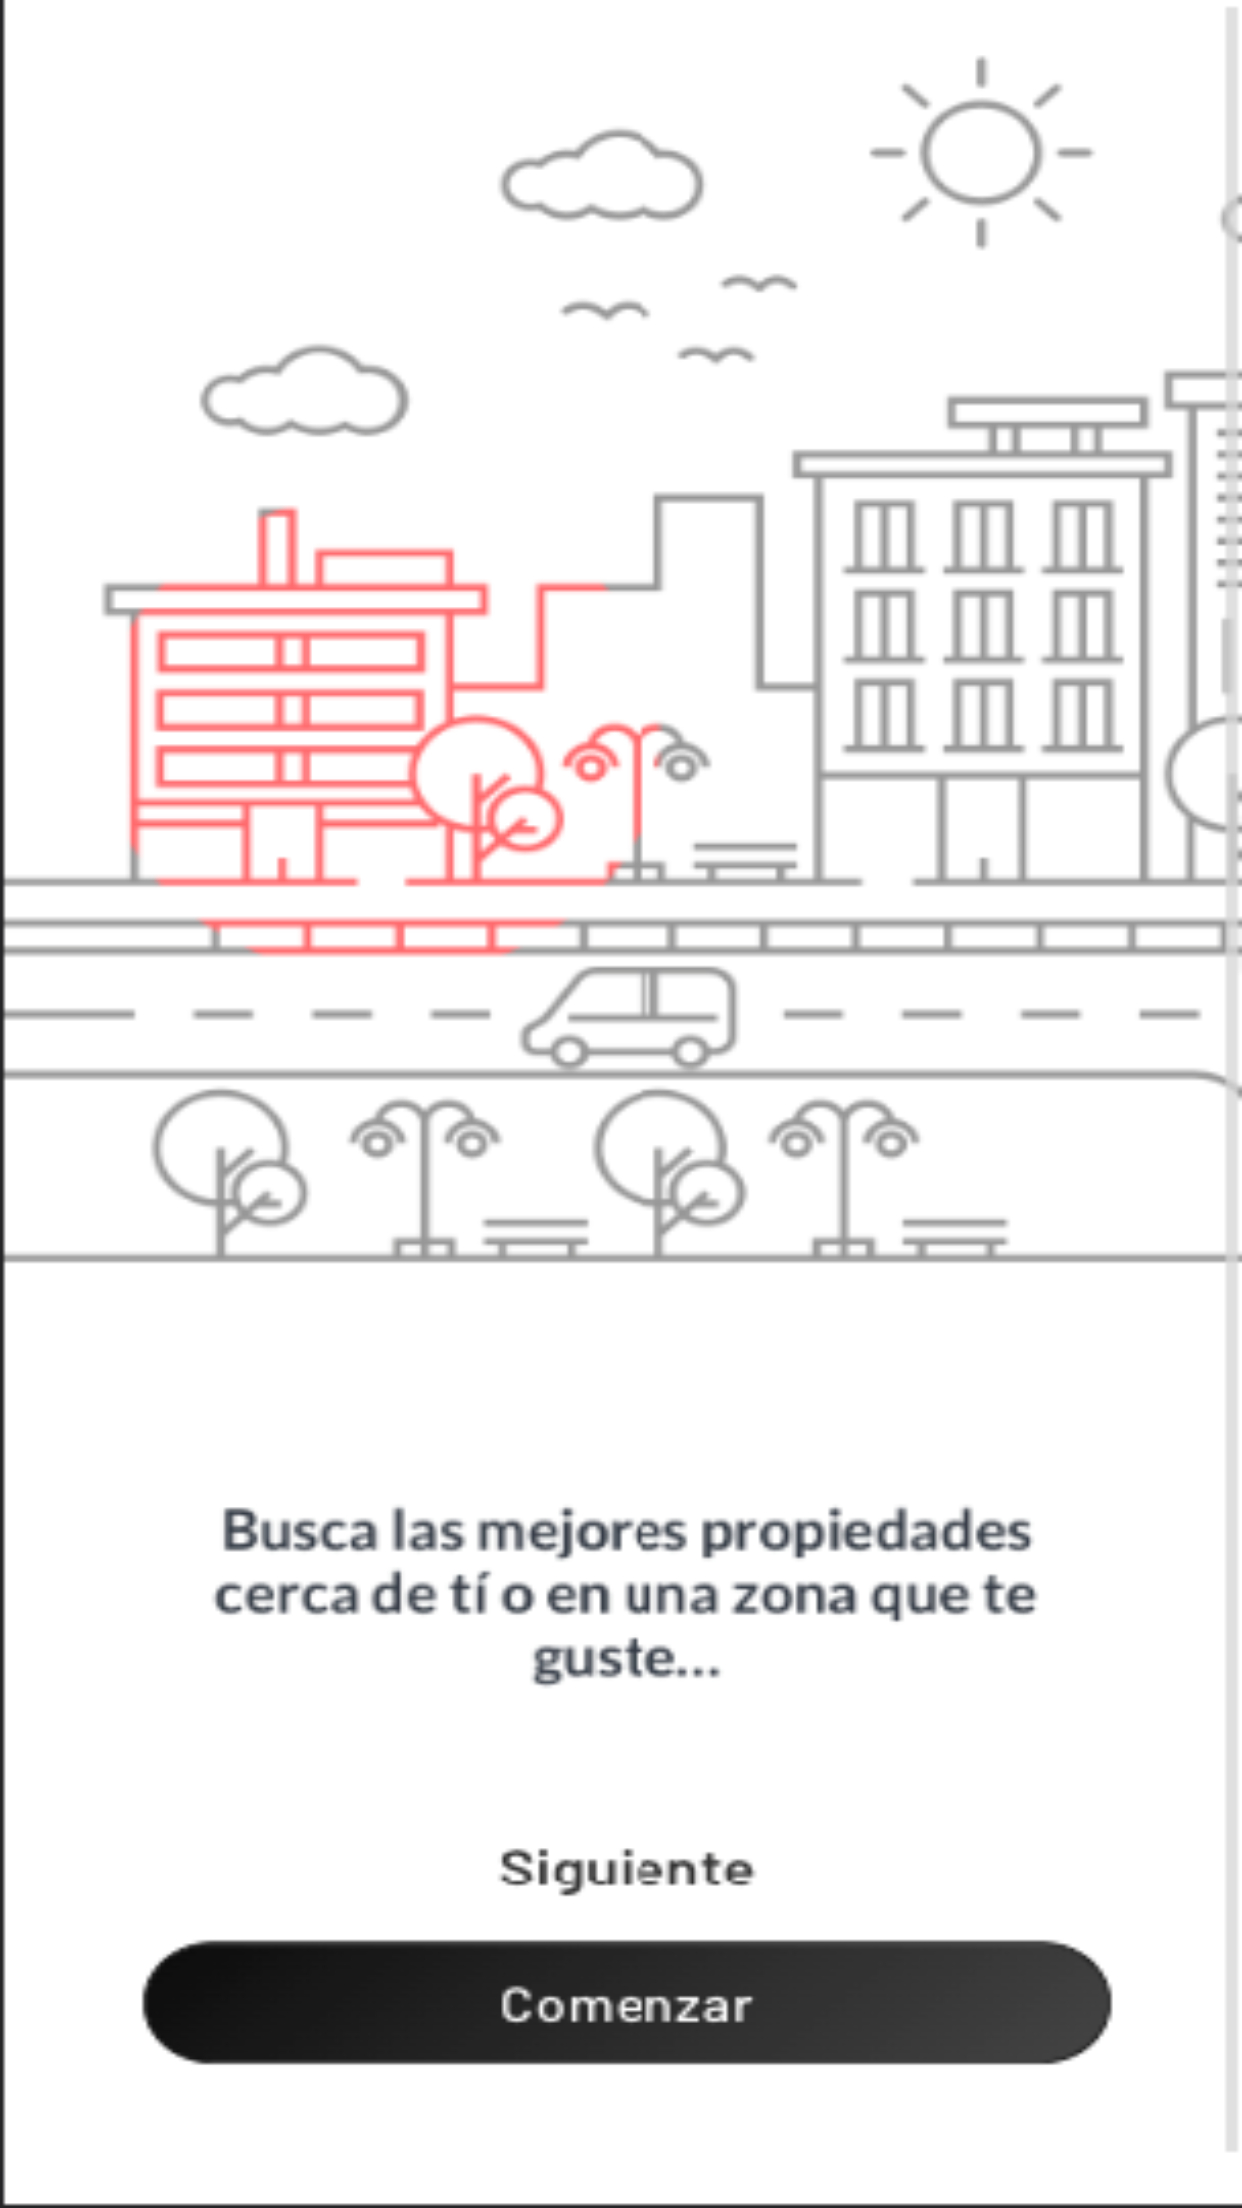 Busca las mejores propiedades
cerca de tí o en una zona que te
guste...
Siguiente
Comenzar